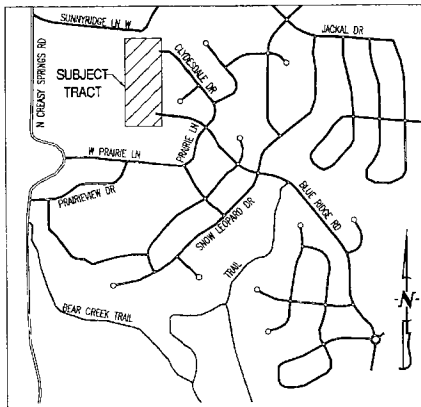 SUNNYRIDGE LN W
N CREASY SPRINGS RD
SUBJECT
TRACT
CLYDESDALE DR
JACKAL DR
W PRAIRIE LN
PRAIRIE LN
PRAIRIEVIEW DR
SNOW LEOPARD DR
BLUE RIDGE RD
TRAIL
BEAR CREEK TRAIL
N